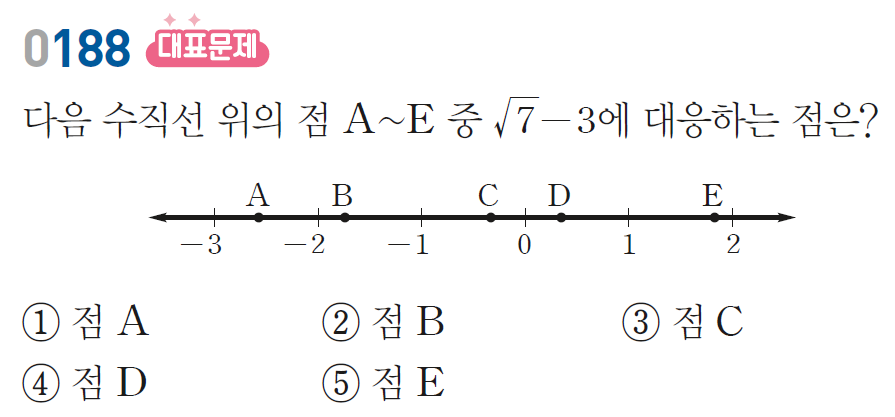 0188 대표문제
다음 수직선 위의 점 A~E 중 √7-3에 대응하는 점은?
A B C D E
-3 -2 -1 0 1 2
① 점 A ② 점 B ③ 점 C
④ 점 D ⑤ 점 E